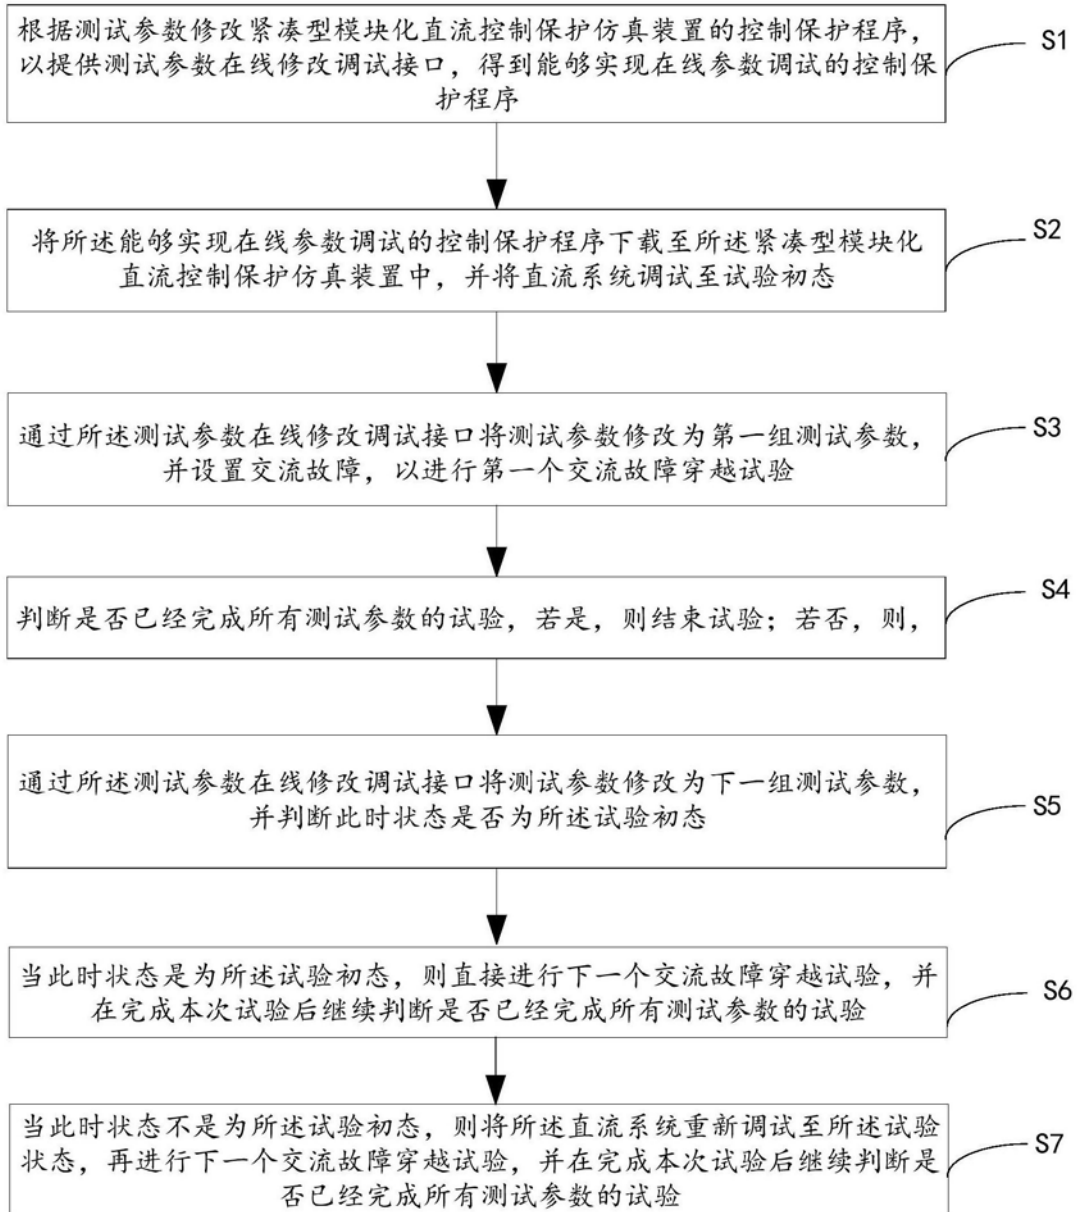 根据测试参数修改紧凑型模块化直流控制保护仿真装置的控制保护程序，
以提供测试参数在线修改调试接口，得到能够实现在线参数调试的控制保
护程序
S1
将所述能够实现在线参数调试的控制保护程序下载至所述紧凑型模块化
直流控制保护仿真装置中，并将直流系统调试至试验初态
S2
通过所述测试参数在线修改调试接口将测试参数修改为第一组测试参数，
并设置交流故障，以进行第一个交流故障穿越试验
S3
判断是否已经完成所有测试参数的试验，若是，则结束试验；若否，则，
S4
通过所述测试参数在线修改调试接口将测试参数修改为下一组测试参数，
并判断此时状态是否为所述试验初态
S5
当此时状态是为所述试验初态，则直接进行下一个交流故障穿越试验，并
在完成本次试验后继续判断是否已经完成所有测试参数的试验
S6
当此时状态不是为所述试验初态，则将所述直流系统重新调试至所述试验
状态，再进行下一个交流故障穿越试验，并在完成本次试验后继续判断是
否已经完成所有测试参数的试验
S7